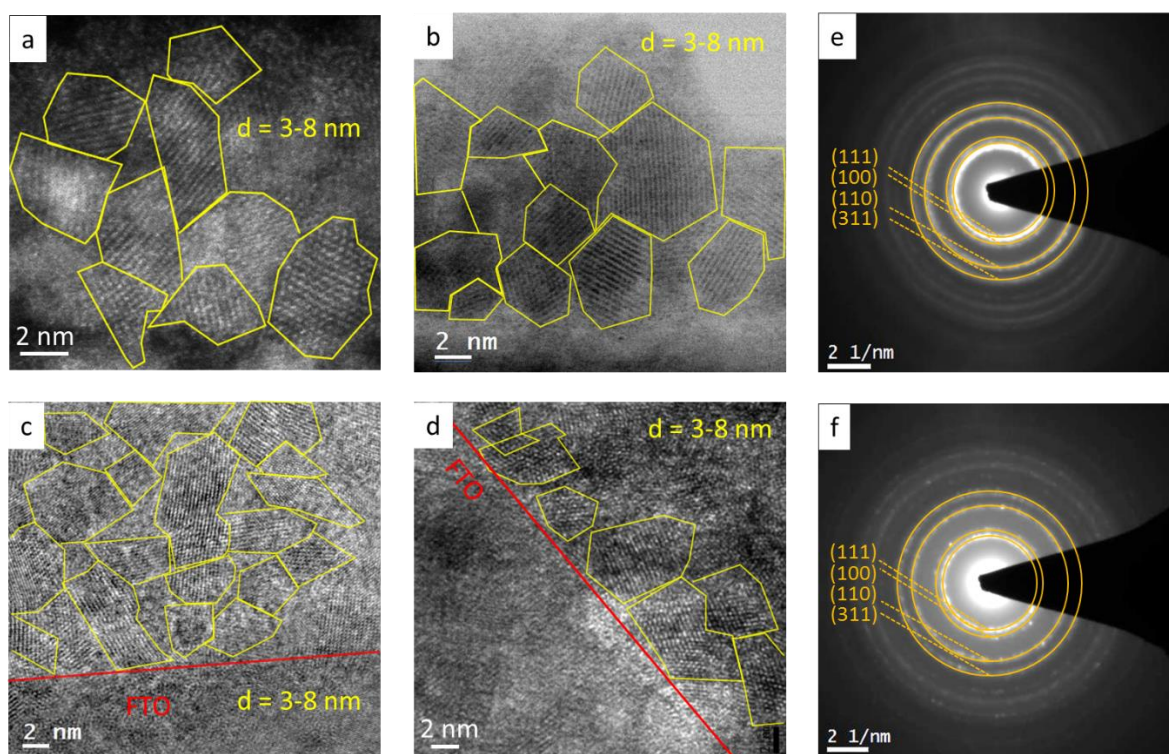 a
d = 3-8 nm
2 nm
b
d = 3-8 nm
2 nm
e
(111)
(100)
(110)
(311)
2 1/nm
c
FTO
d = 3-8 nm
2 nm
d
d = 3-8 nm
FTO
2 nm
f
(111)
(100)
(110)
(311)
2 1/nm